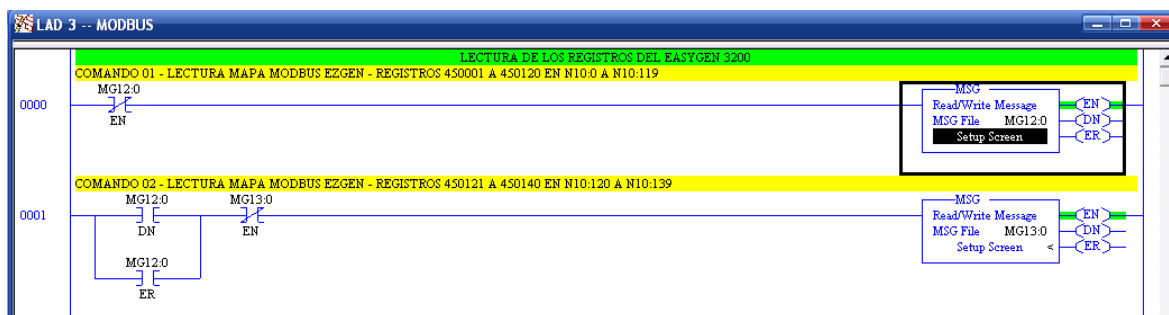 LAD 3 -- MODBUS
LECTURA DE LOS REGISTROS DEL EASYGEN 3200
COMANDO 01 - LECTURA MAPA MODBUS EZGEN - REGISTROS 450001 A 450120 EN N10:0 A N10:119
MG12:0
EN
0000
MSG
Read/Write Message
MSG File MG12:0
Setup Screen
EN
DN
ER
COMANDO 02 - LECTURA MAPA MODBUS EZGEN - REGISTROS 450121 A 450140 EN N10:120 A N10:139
MG12:0
DN
MG13:0
EN
0001
MG12:0
ER
MSG
Read/Write Message
MSG File MG13:0
Setup Screen <
EN
DN
ER